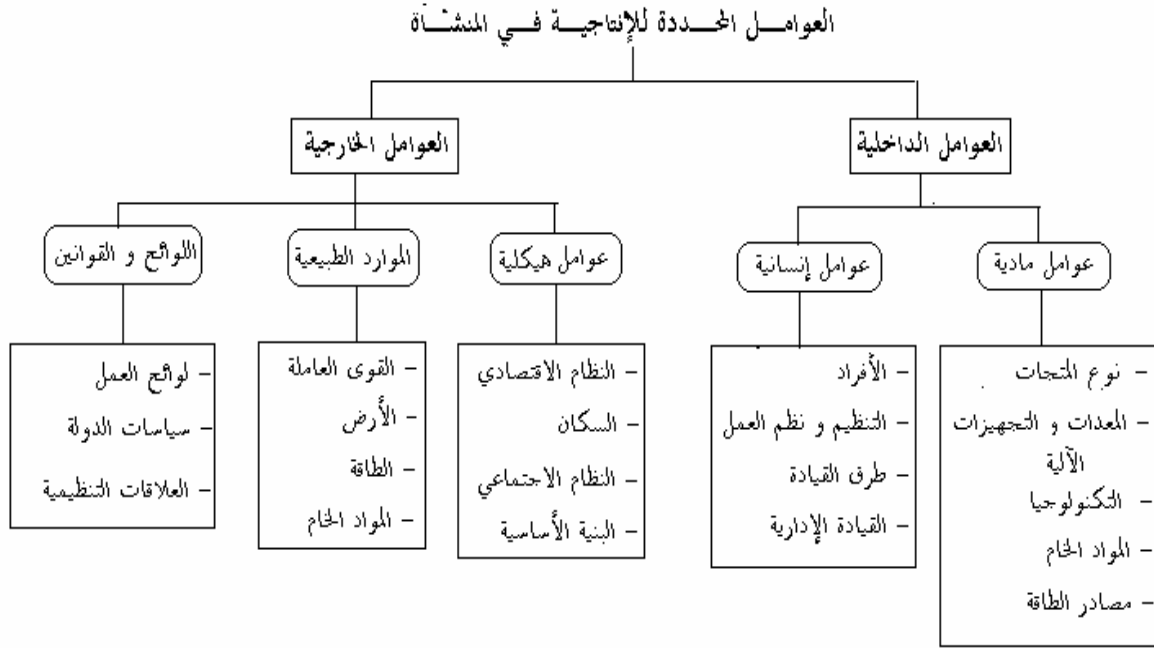 العوامل المحددة للإنتاجية في المنشأة
العوامل الداخلية
العوامل الخارجية
عوامل مادية
عوامل إنسانية
عوامل هيكلية
الموارد الطبيعية
اللوائح و القوانين
- نوع المتجات
- المعدات و التجهيزات
الآلية
- التكنولوجيا
- المواد الخام
- مصادر الطاقة
- الأفراد
- التنظيم و نظم العمل
- طرق القيادة
- القيادة الإدارية
- النظام الاقتصادي
- السكان
- النظام الاجتماعي
- البنية الأساسية
- القوى العاملة
- الأرض
- الطاقة
- المواد الخام
- لوائح العمل
- سياسات الدولة
- العلاقات التنظيمية